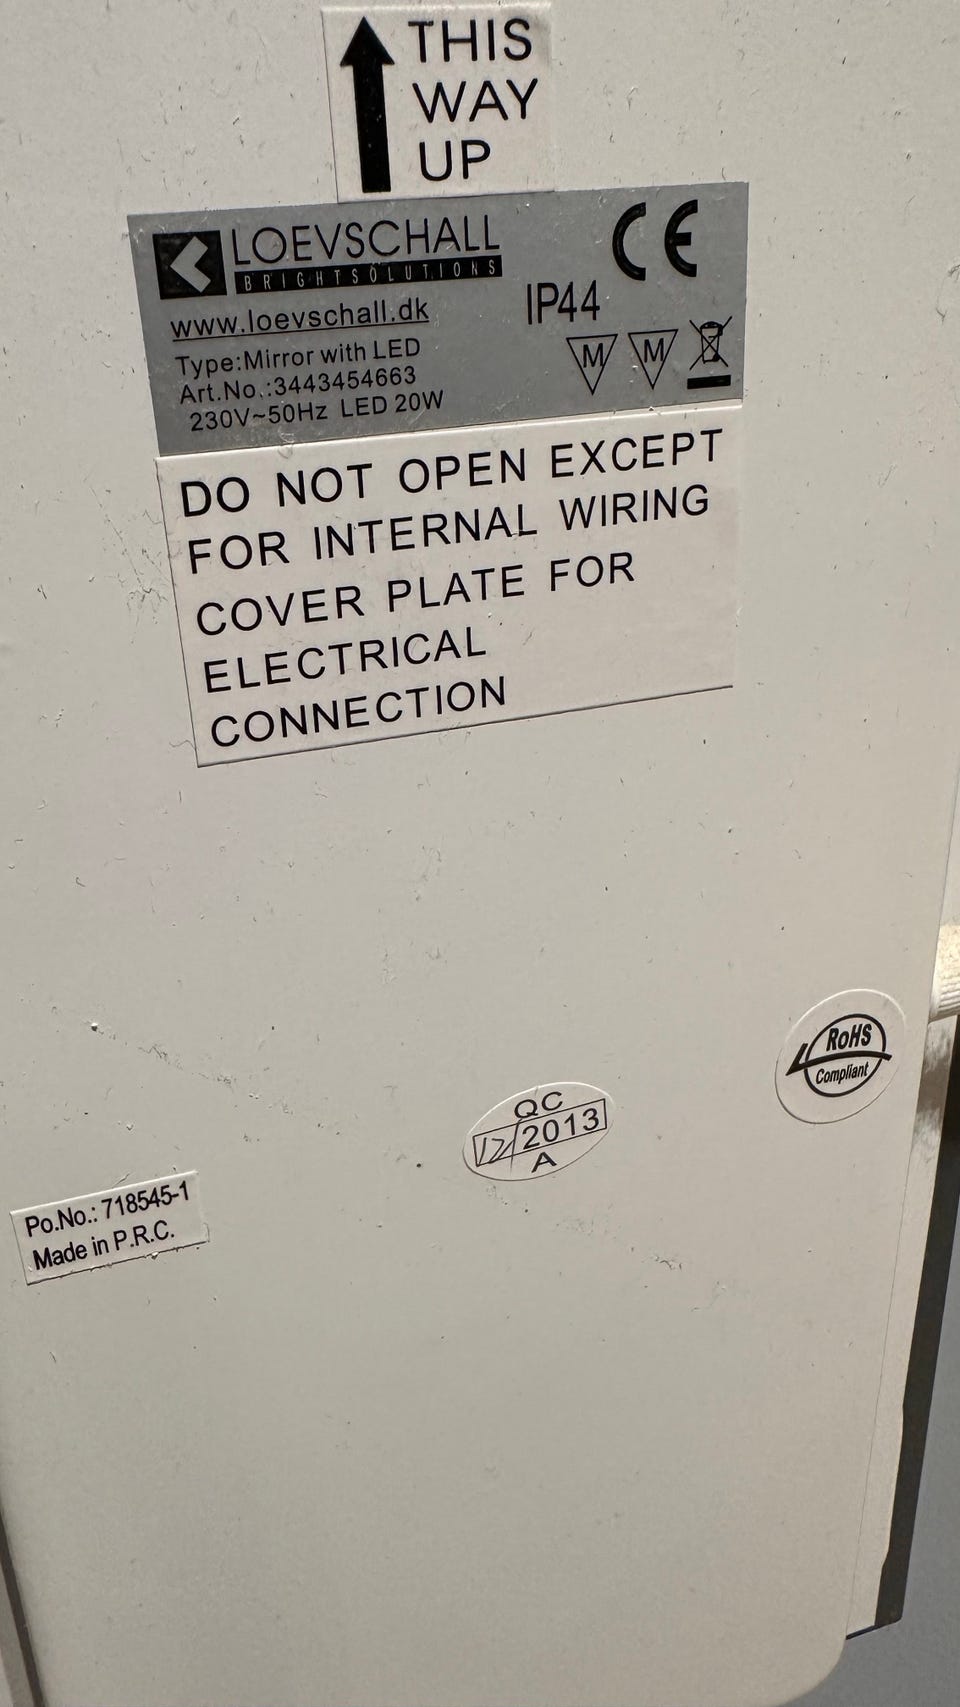 THIS
WAY
UP
LOEVSCHALL
BRIGHTSOLUTIONS
www.loevschall.dk
Type:Mirror with LED
Art.No.:3443454663
230V~50Hz LED 20W
CE
IP44
M M
DO NOT OPEN EXCEPT
FOR INTERNAL WIRING
COVER PLATE FOR
ELECTRICAL
CONNECTION
RoHS
Compliant
QC
12/2013
A
Po.No.: 718545-1
Made in P.R.C.